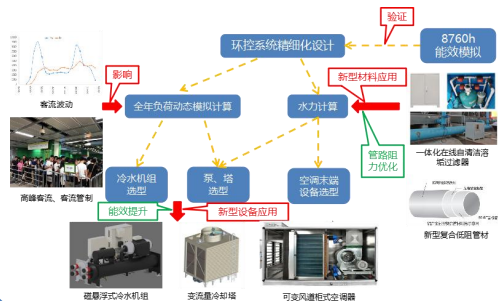 验证
8760h
能效模拟
环控系统精细化设计
新型材料应用
影响
客流波动
全年负荷动态模拟计算
水力计算
管路阻
力优化
一体化在线自清洁溶
垢过滤器
高峰客流、客流管制
冷水机组
选型
泵、塔
选型
空调末端
设备选型
能效提升
新型设备应用
新型复合低阻管材
磁悬浮式冷水机组
变流量冷却塔
可变风道柜式空调器